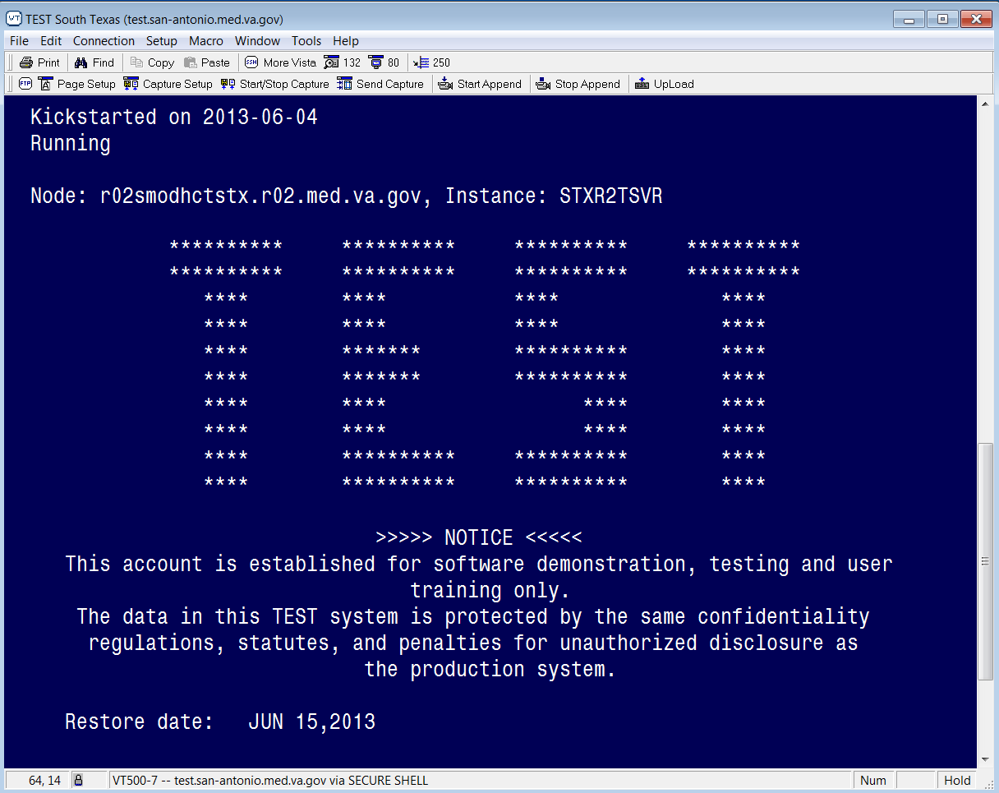 TEST South Texas (test.san-antonio.med.va.gov)
File Edit Connection Setup Macro Window Tools Help
Print Find Copy Paste SSH More Vista 132 80 250
FTP Page Setup Capture Setup Start/Stop Capture Send Capture Start Append Stop Append UpLoad
Kickstarted on 2013-06-04
Running
Node: r02smodhctstx.r02.med.va.gov, Instance: STXR2TSVR
********** ********** ********** **********
********** ********** ********** **********
**** **** **** ****
**** **** **** ****
**** ******* ********** ****
**** ******* ********** ****
**** **** **** ****
**** **** **** ****
**** ********** ********** ****
**** ********** ********** ****
>>>>> NOTICE <<<<<
This account is established for software demonstration, testing and user
training only.
The data in this TEST system is protected by the same confidentiality
regulations, statutes, and penalties for unauthorized disclosure as
the production system.
Restore date: JUN 15,2013
64, 14 VT500-7 -- test.san-antonio.med.va.gov via SECURE SHELL Num Hold